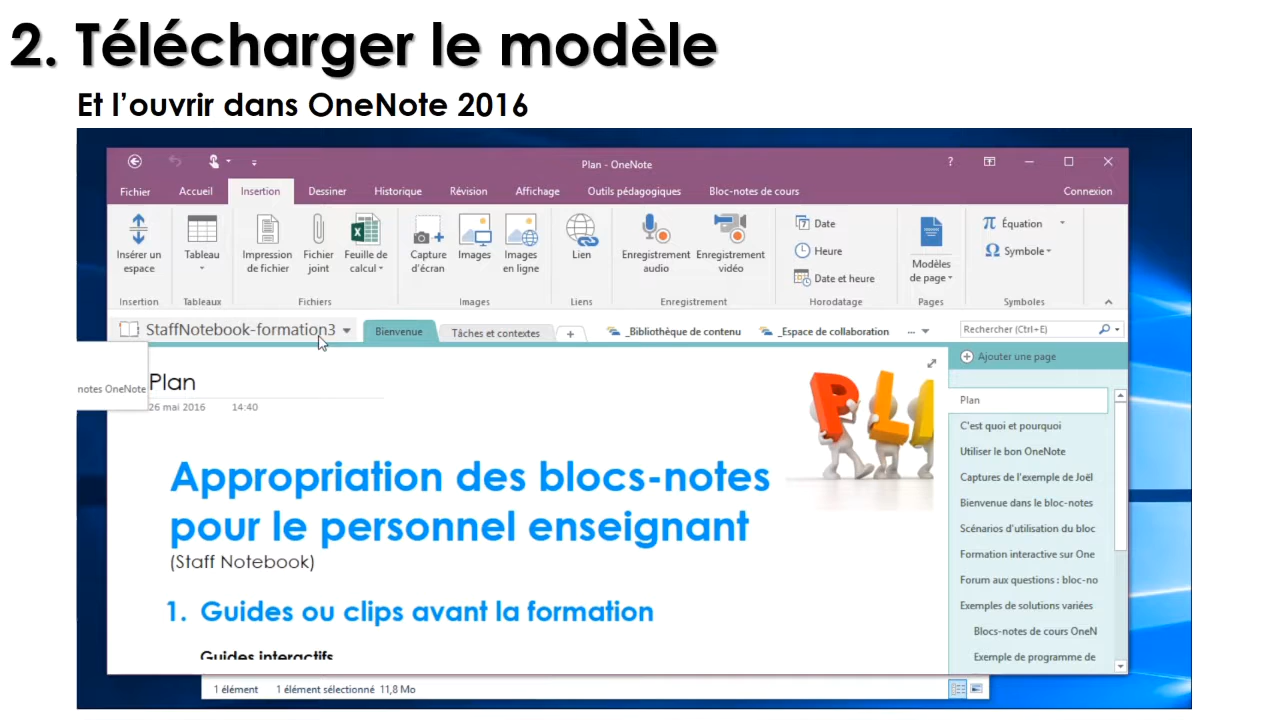 2. Télécharger le modèle
Et l'ouvrir dans OneNote 2016
Plan - OneNote
?
Fichier Accueil Insertion Dessiner Historique Révision Affichage Outils pédagogiques Bloc-notes de cours Connexion
Insérer un espace
Tableau
Impression de fichier
Fichier joint
Feuille de calcul
Capture d'écran
Images
Images en ligne
Lien
Enregistrement audio
Enregistrement vidéo
7 Date
Heure
Date et heure
Modèles de page
π Équation
Ω Symbole
Insertion Tableaux Fichiers Images Liens Enregistrement Horodatage Pages Symboles
StaffNotebook-formation3 Bienvenue Tâches et contextes + _Bibliothèque de contenu _Espace de collaboration ... Rechercher (Ctrl+E)
Ajouter une page
notes OneNote
Plan
26 mai 2016 14:40
PL
Appropriation des blocs-notes
pour le personnel enseignant
(Staff Notebook)
1. Guides ou clips avant la formation
Guides interactifs
Plan
C'est quoi et pourquoi
Utiliser le bon OneNote
Captures de l'exemple de Joël
Bienvenue dans le bloc-notes
Scénarios d'utilisation du bloc
Formation interactive sur One
Forum aux questions : bloc-no
Exemples de solutions variées
Blocs-notes de cours OneN
Exemple de programme de
1 élément 1 élément sélectionné 11,8 Mo